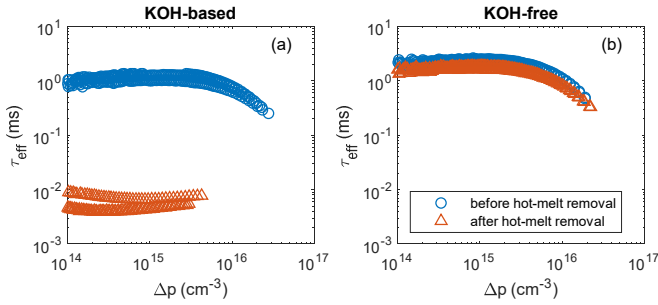 KOH-based
KOH-free
(a)
(b)
10^1
10^0
10^-1
10^-2
10^-3
τ_eff (ms)
10^14
10^15
10^16
10^17
Δp (cm^-3)
10^1
10^0
10^-1
10^-2
10^-3
τ_eff (ms)
before hot-melt removal
after hot-melt removal
10^14
10^15
10^16
10^17
Δp (cm^-3)